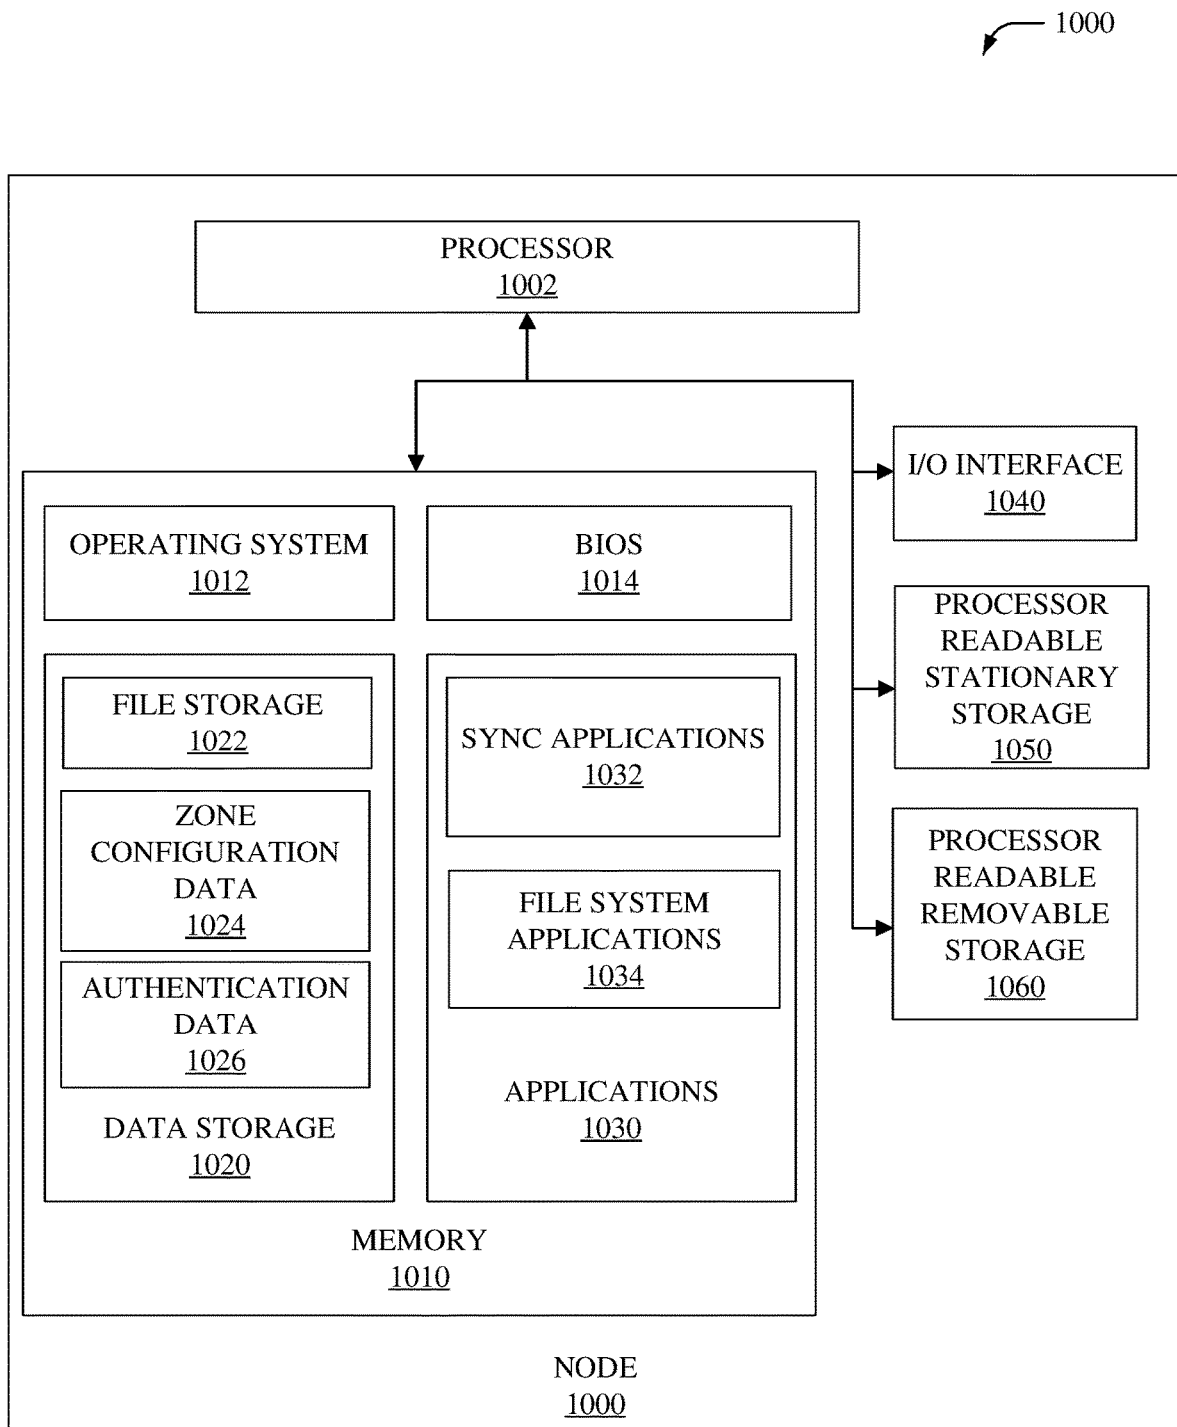 1000
PROCESSOR
1002
I/O INTERFACE
1040
OPERATING SYSTEM
1012
BIOS
1014
PROCESSOR
READABLE
STATIONARY
STORAGE
1050
FILE STORAGE
1022
SYNC APPLICATIONS
1032
ZONE
CONFIGURATION
DATA
1024
FILE SYSTEM
APPLICATIONS
1034
PROCESSOR
READABLE
REMOVABLE
STORAGE
1060
AUTHENTICATION
DATA
1026
DATA STORAGE
1020
APPLICATIONS
1030
MEMORY
1010
NODE
1000